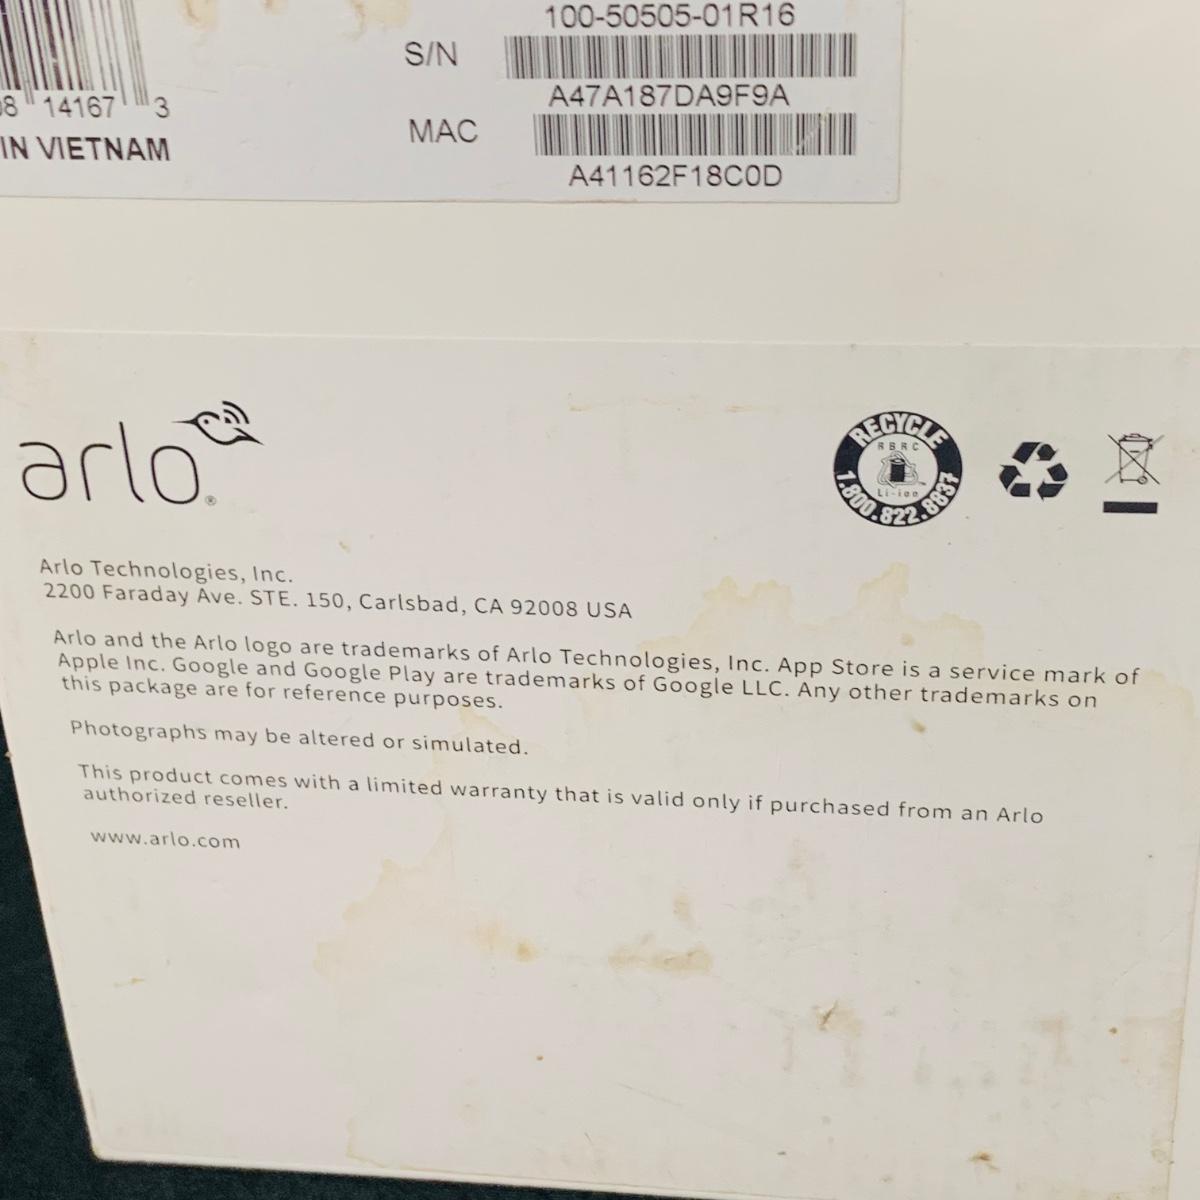 100-50505-01R16
S/N
A47A187DA9F9A
MAC
A41162F18C0D
8 14167 3
IN VIETNAM
arlo®
RECYCLE
RBRC
Li-ion
1.800.822.8837
Arlo Technologies, Inc.
2200 Faraday Ave. STE. 150, Carlsbad, CA 92008 USA
Arlo and the Arlo logo are trademarks of Arlo Technologies, Inc. App Store is a service mark of
Apple Inc. Google and Google Play are trademarks of Google LLC. Any other trademarks on
this package are for reference purposes.
Photographs may be altered or simulated.
This product comes with a limited warranty that is valid only if purchased from an Arlo
authorized reseller.
www.arlo.com